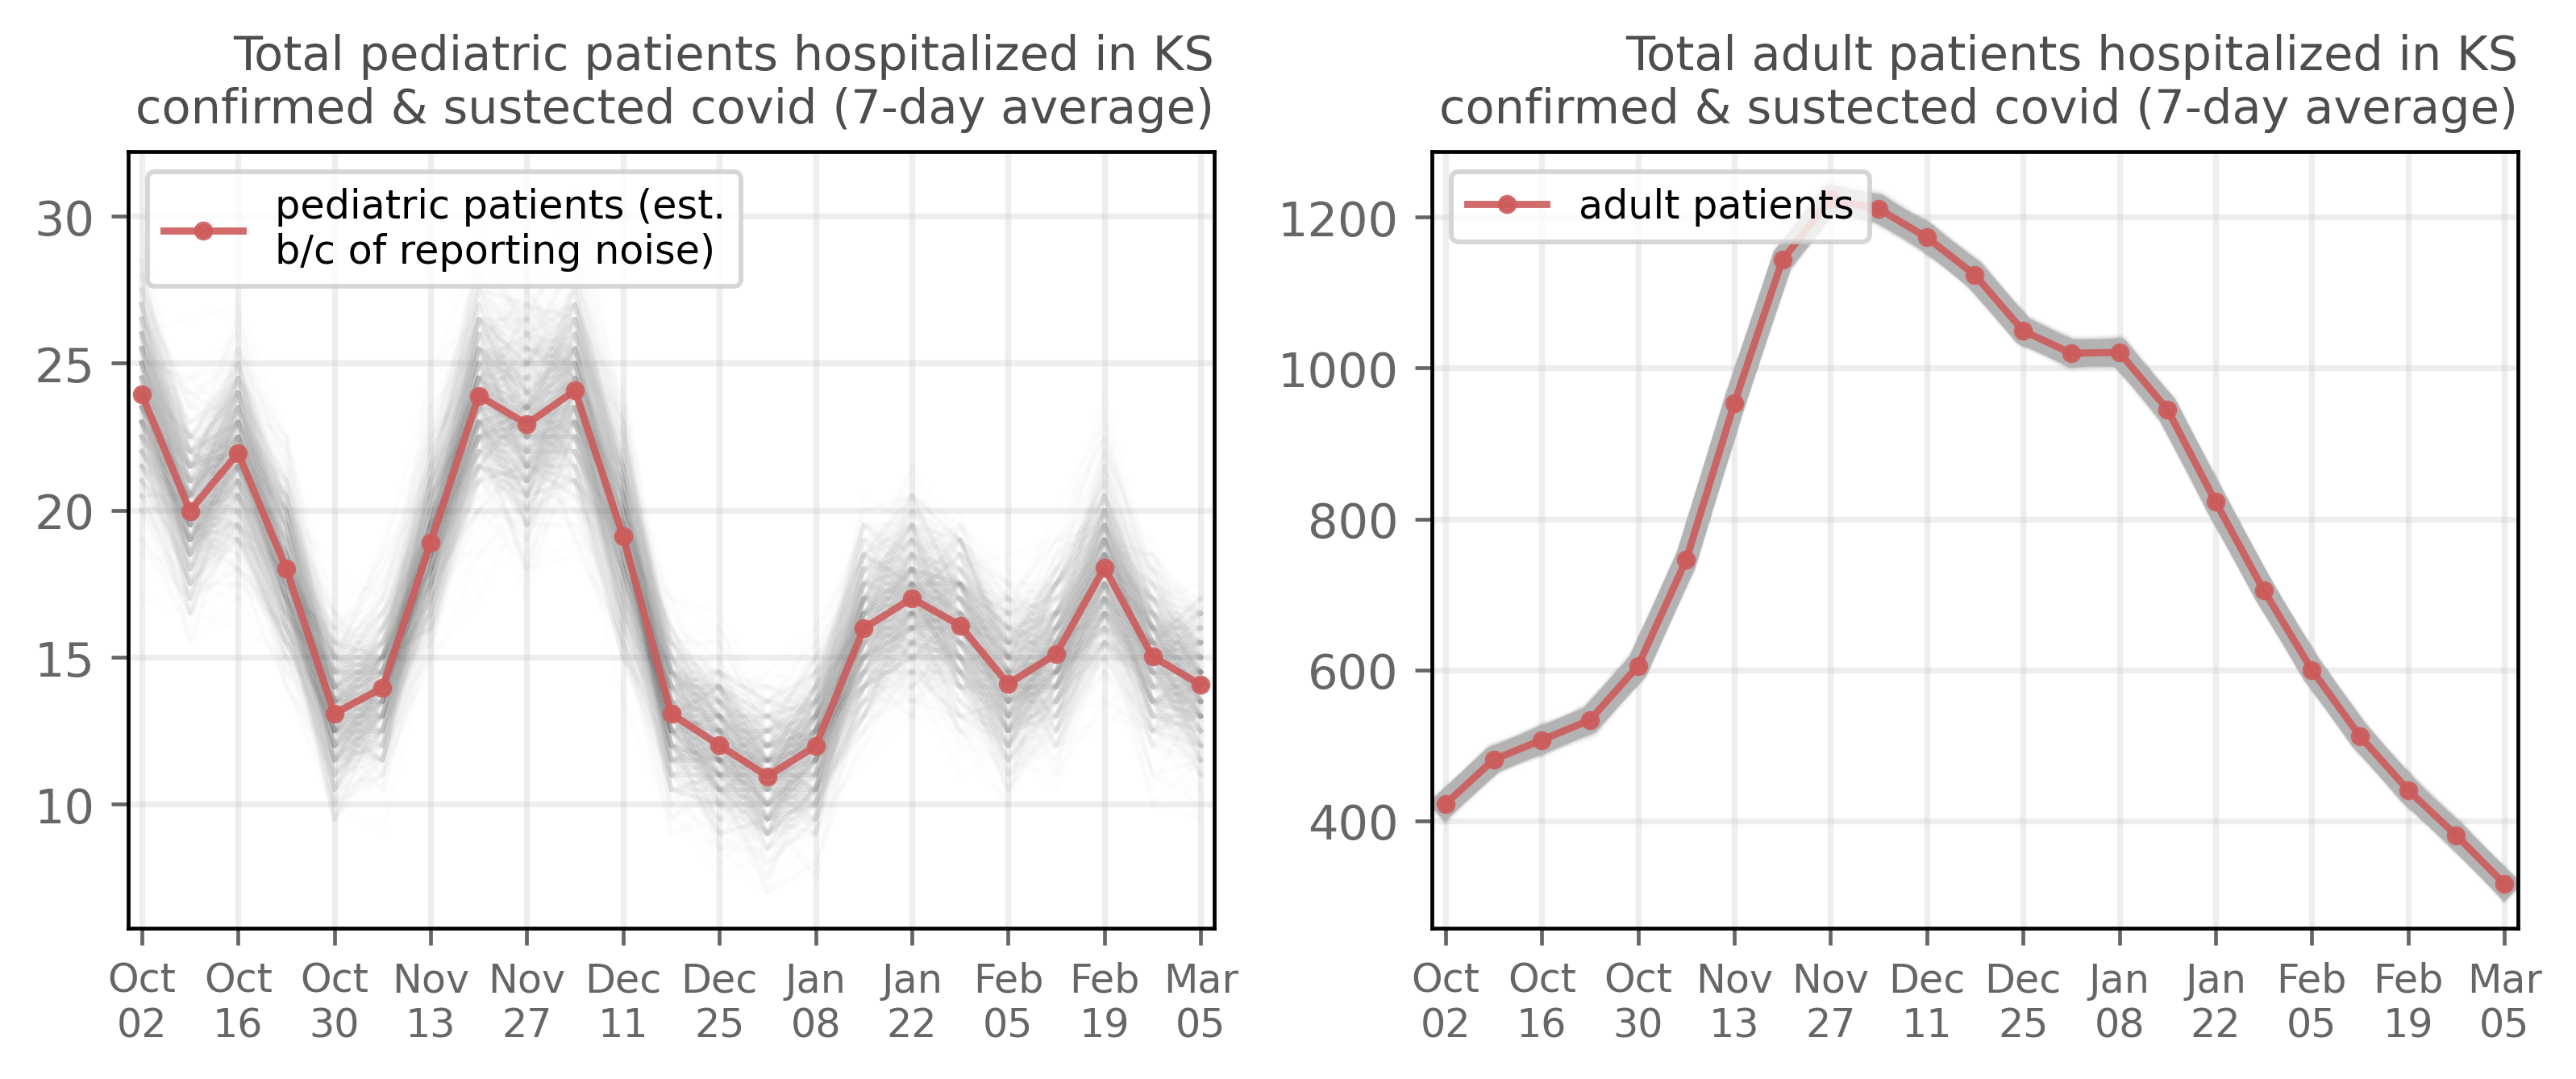 Total pediatric patients hospitalized in KS
confirmed & sustected covid (7-day average)
pediatric patients (est.
b/c of reporting noise)
30
25
20
15
10
Oct Oct Oct Nov Nov Dec Dec Jan Jan Feb Feb Mar
02 16 30 13 27 11 25 08 22 05 19 05
Total adult patients hospitalized in KS
confirmed & sustected covid (7-day average)
adult patients
1200
1000
800
600
400
Oct Oct Oct Nov Nov Dec Dec Jan Jan Feb Feb Mar
02 16 30 13 27 11 25 08 22 05 19 05